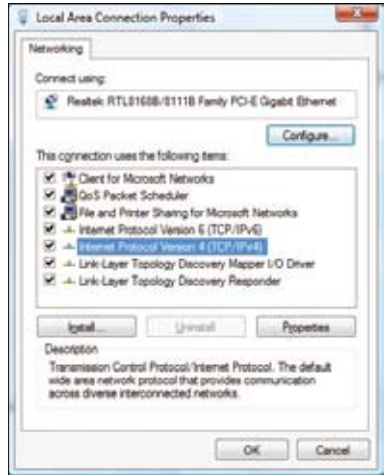 Local Area Connection Properties
Networking
Connect using:
Realtek RTL8168B/8111B Family PCI-E Gigabit Ethernet
Configure...
This connection uses the following items:
Client for Microsoft Networks
QoS Packet Scheduler
File and Printer Sharing for Microsoft Networks
Internet Protocol Version 6 (TCP/IPv6)
Internet Protocol Version 4 (TCP/IPv4)
Link-Layer Topology Discovery Mapper I/O Driver
Link-Layer Topology Discovery Responder
Install...
Uninstall
Properties
Description
Transmission Control Protocol/Internet Protocol. The default
wide area network protocol that provides communication
across diverse interconnected networks.
OK
Cancel